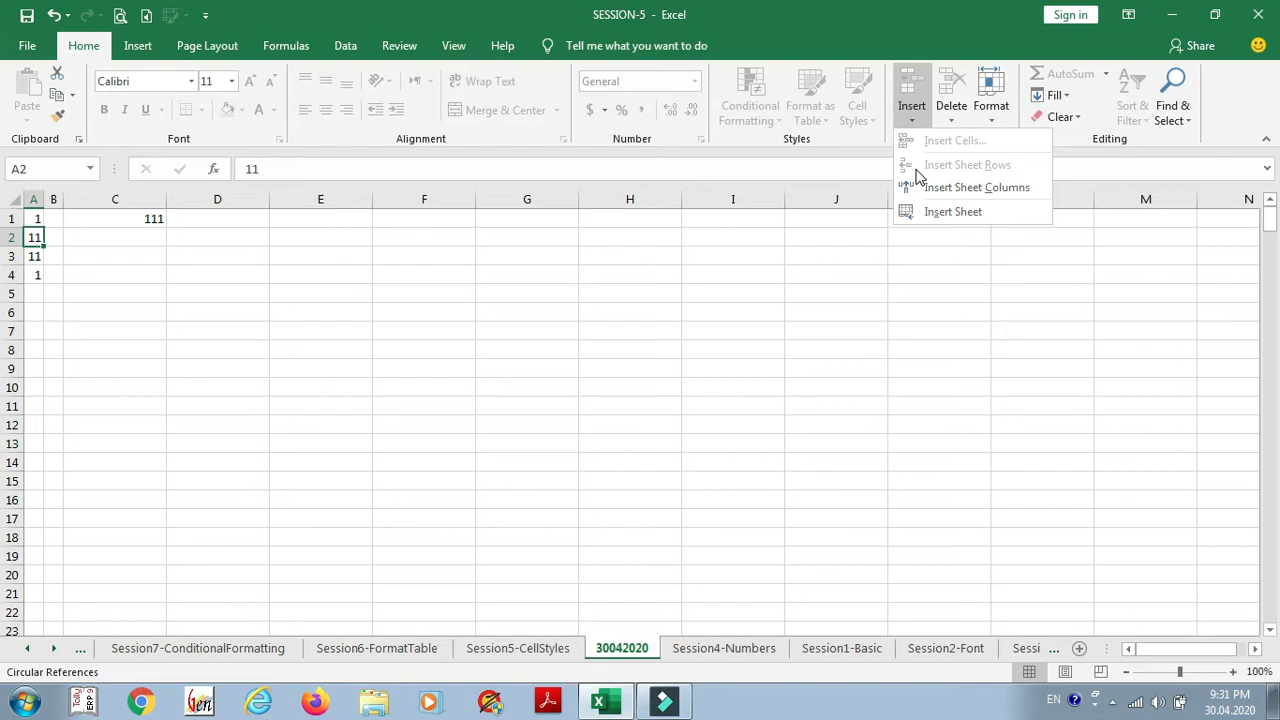 SESSION-5 - Excel
Sign in
File Home Insert Page Layout Formulas Data Review View Help Tell me what you want to do Share
Paste
Calibri 11
B I U
A A
Wrap Text
Merge & Center
General
$ %
Conditional Formatting
Format as Table
Cell Styles
Insert Delete Format
AutoSum
Fill
Clear
Sort & Filter
Find & Select
Clipboard Font Alignment Number Styles Editing
Insert Cells...
Insert Sheet Rows
Insert Sheet Columns
Insert Sheet
A2 fx 11
A B C D E F G H I J M N
1 1 111
2 11
3 11
4 1
5
6
7
8
9
10
11
12
13
14
15
16
17
18
19
20
21
22
23
... Session7-ConditionalFormatting Session6-FormatTable Session5-CellStyles 30042020 Session4-Numbers Session1-Basic Session2-Font Sessi ...
Circular References 100%
EN 9:31 PM
30.04.2020